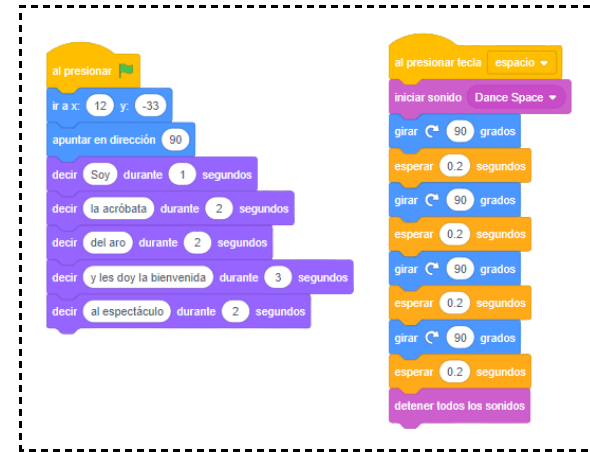 al presionar
ir a x: 12 y: -33
apuntar en dirección 90
decir Soy durante 1 segundos
decir la acróbata durante 2 segundos
decir del aro durante 2 segundos
decir y les doy la bienvenida durante 3 segundos
decir al espectáculo durante 2 segundos
al presionar tecla espacio
iniciar sonido Dance Space
girar 90 grados
esperar 0.2 segundos
girar 90 grados
esperar 0.2 segundos
girar 90 grados
esperar 0.2 segundos
girar 90 grados
esperar 0.2 segundos
detener todos los sonidos